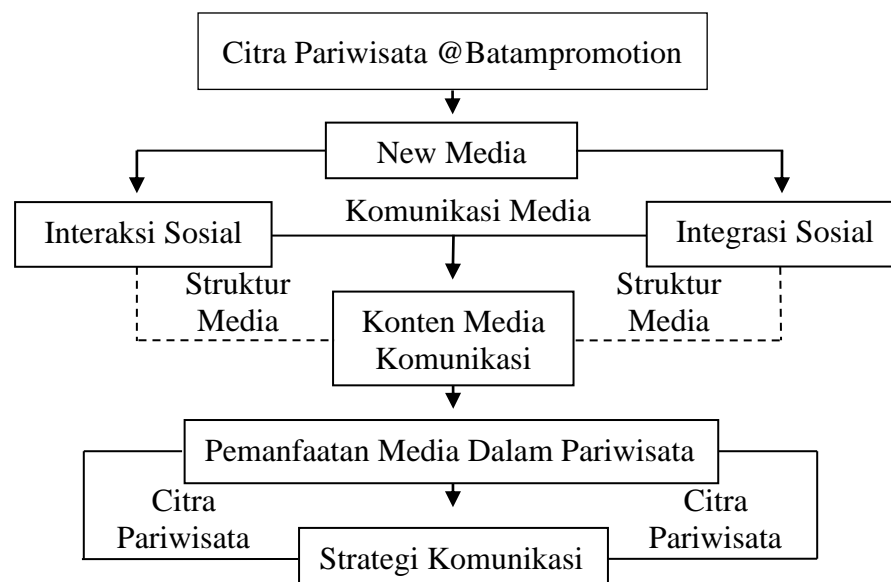 Citra Pariwisata @Batampromotion
New Media
Komunikasi Media
Interaksi Sosial
Integrasi Sosial
Struktur
Media
Struktur
Media
Konten Media
Komunikasi
Pemanfaatan Media Dalam Pariwisata
Citra
Pariwisata
Citra
Pariwisata
Strategi Komunikasi